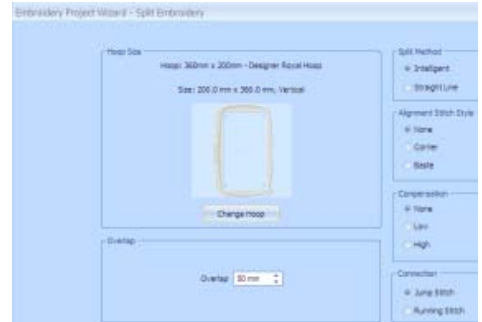 Embroidery Project Wizard - Split Embroidery
Hoop Size
Hoop: 360mm x 200mm - Designer Royal Hoop
Size: 200.0 mm x 360.0 mm, Vertical
Change Hoop
Overlap
Overlap 50 mm
Split Method
Intelligent
Straight Line
Alignment Stitch Style
None
Corner
Baste
Compensation
None
Low
High
Connection
Jump Stitch
Running Stitch